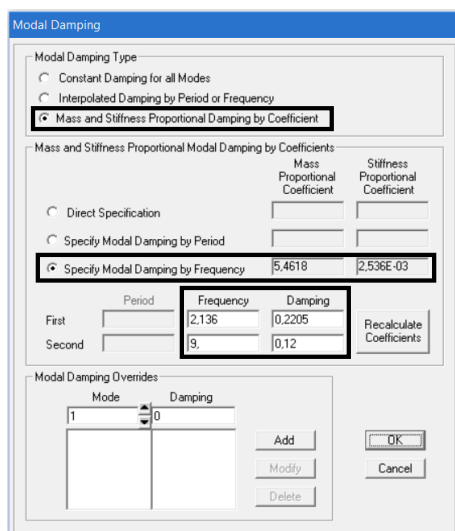 Modal Damping
Modal Damping Type
Constant Damping for all Modes
Interpolated Damping by Period or Frequency
Mass and Stiffness Proportional Damping by Coefficient
Mass and Stiffness Proportional Modal Damping by Coefficients
Mass Proportional Coefficient
Stiffness Proportional Coefficient
Direct Specification
Specify Modal Damping by Period
Specify Modal Damping by Frequency 5,4618 2,536E-03
Period Frequency Damping
First 2,136 0,2205
Second 9, 0,12
Recalculate Coefficients
Modal Damping Overrides
Mode Damping
1 0
Add
Modify
Delete
OK
Cancel